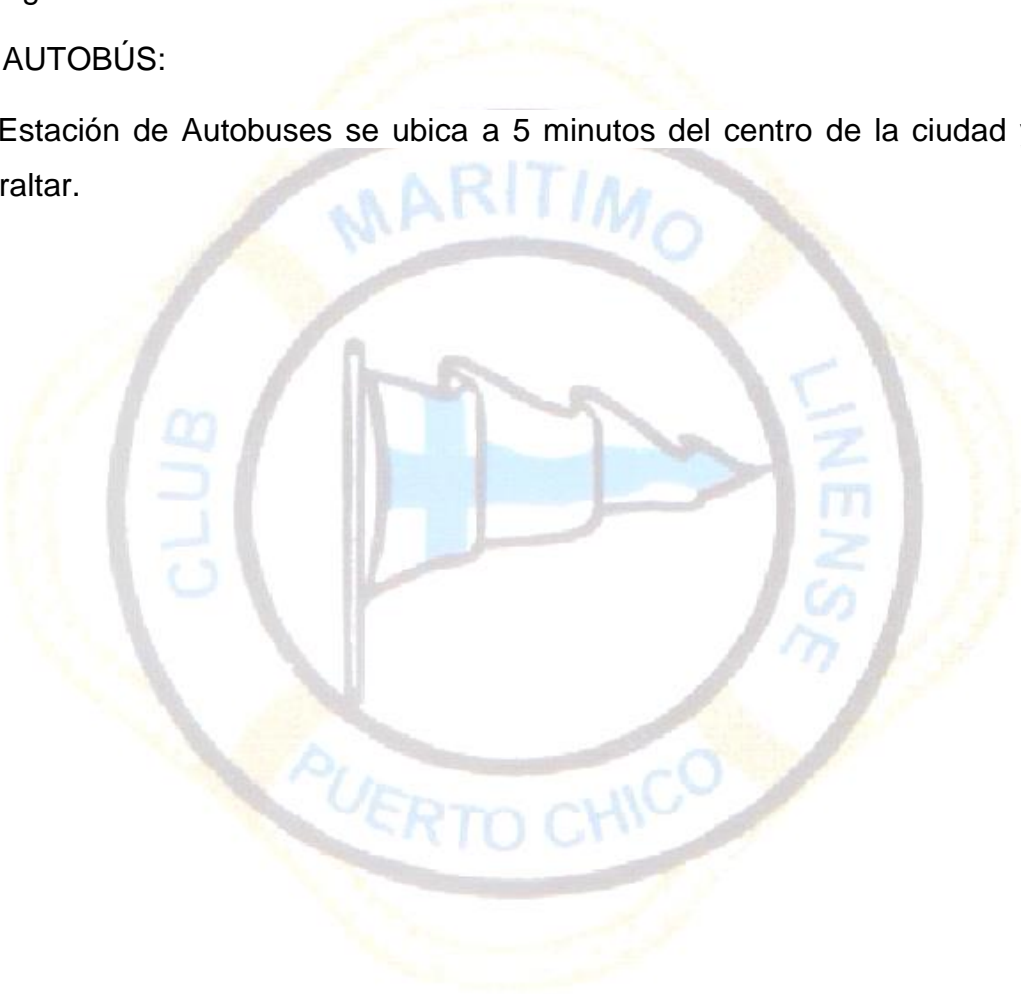 AUTOBÚS:
Estación de Autobuses se ubica a 5 minutos del centro de la ciudad
raltar.
MARITIMO
CLUB
LINENSE
PUERTO CHICO